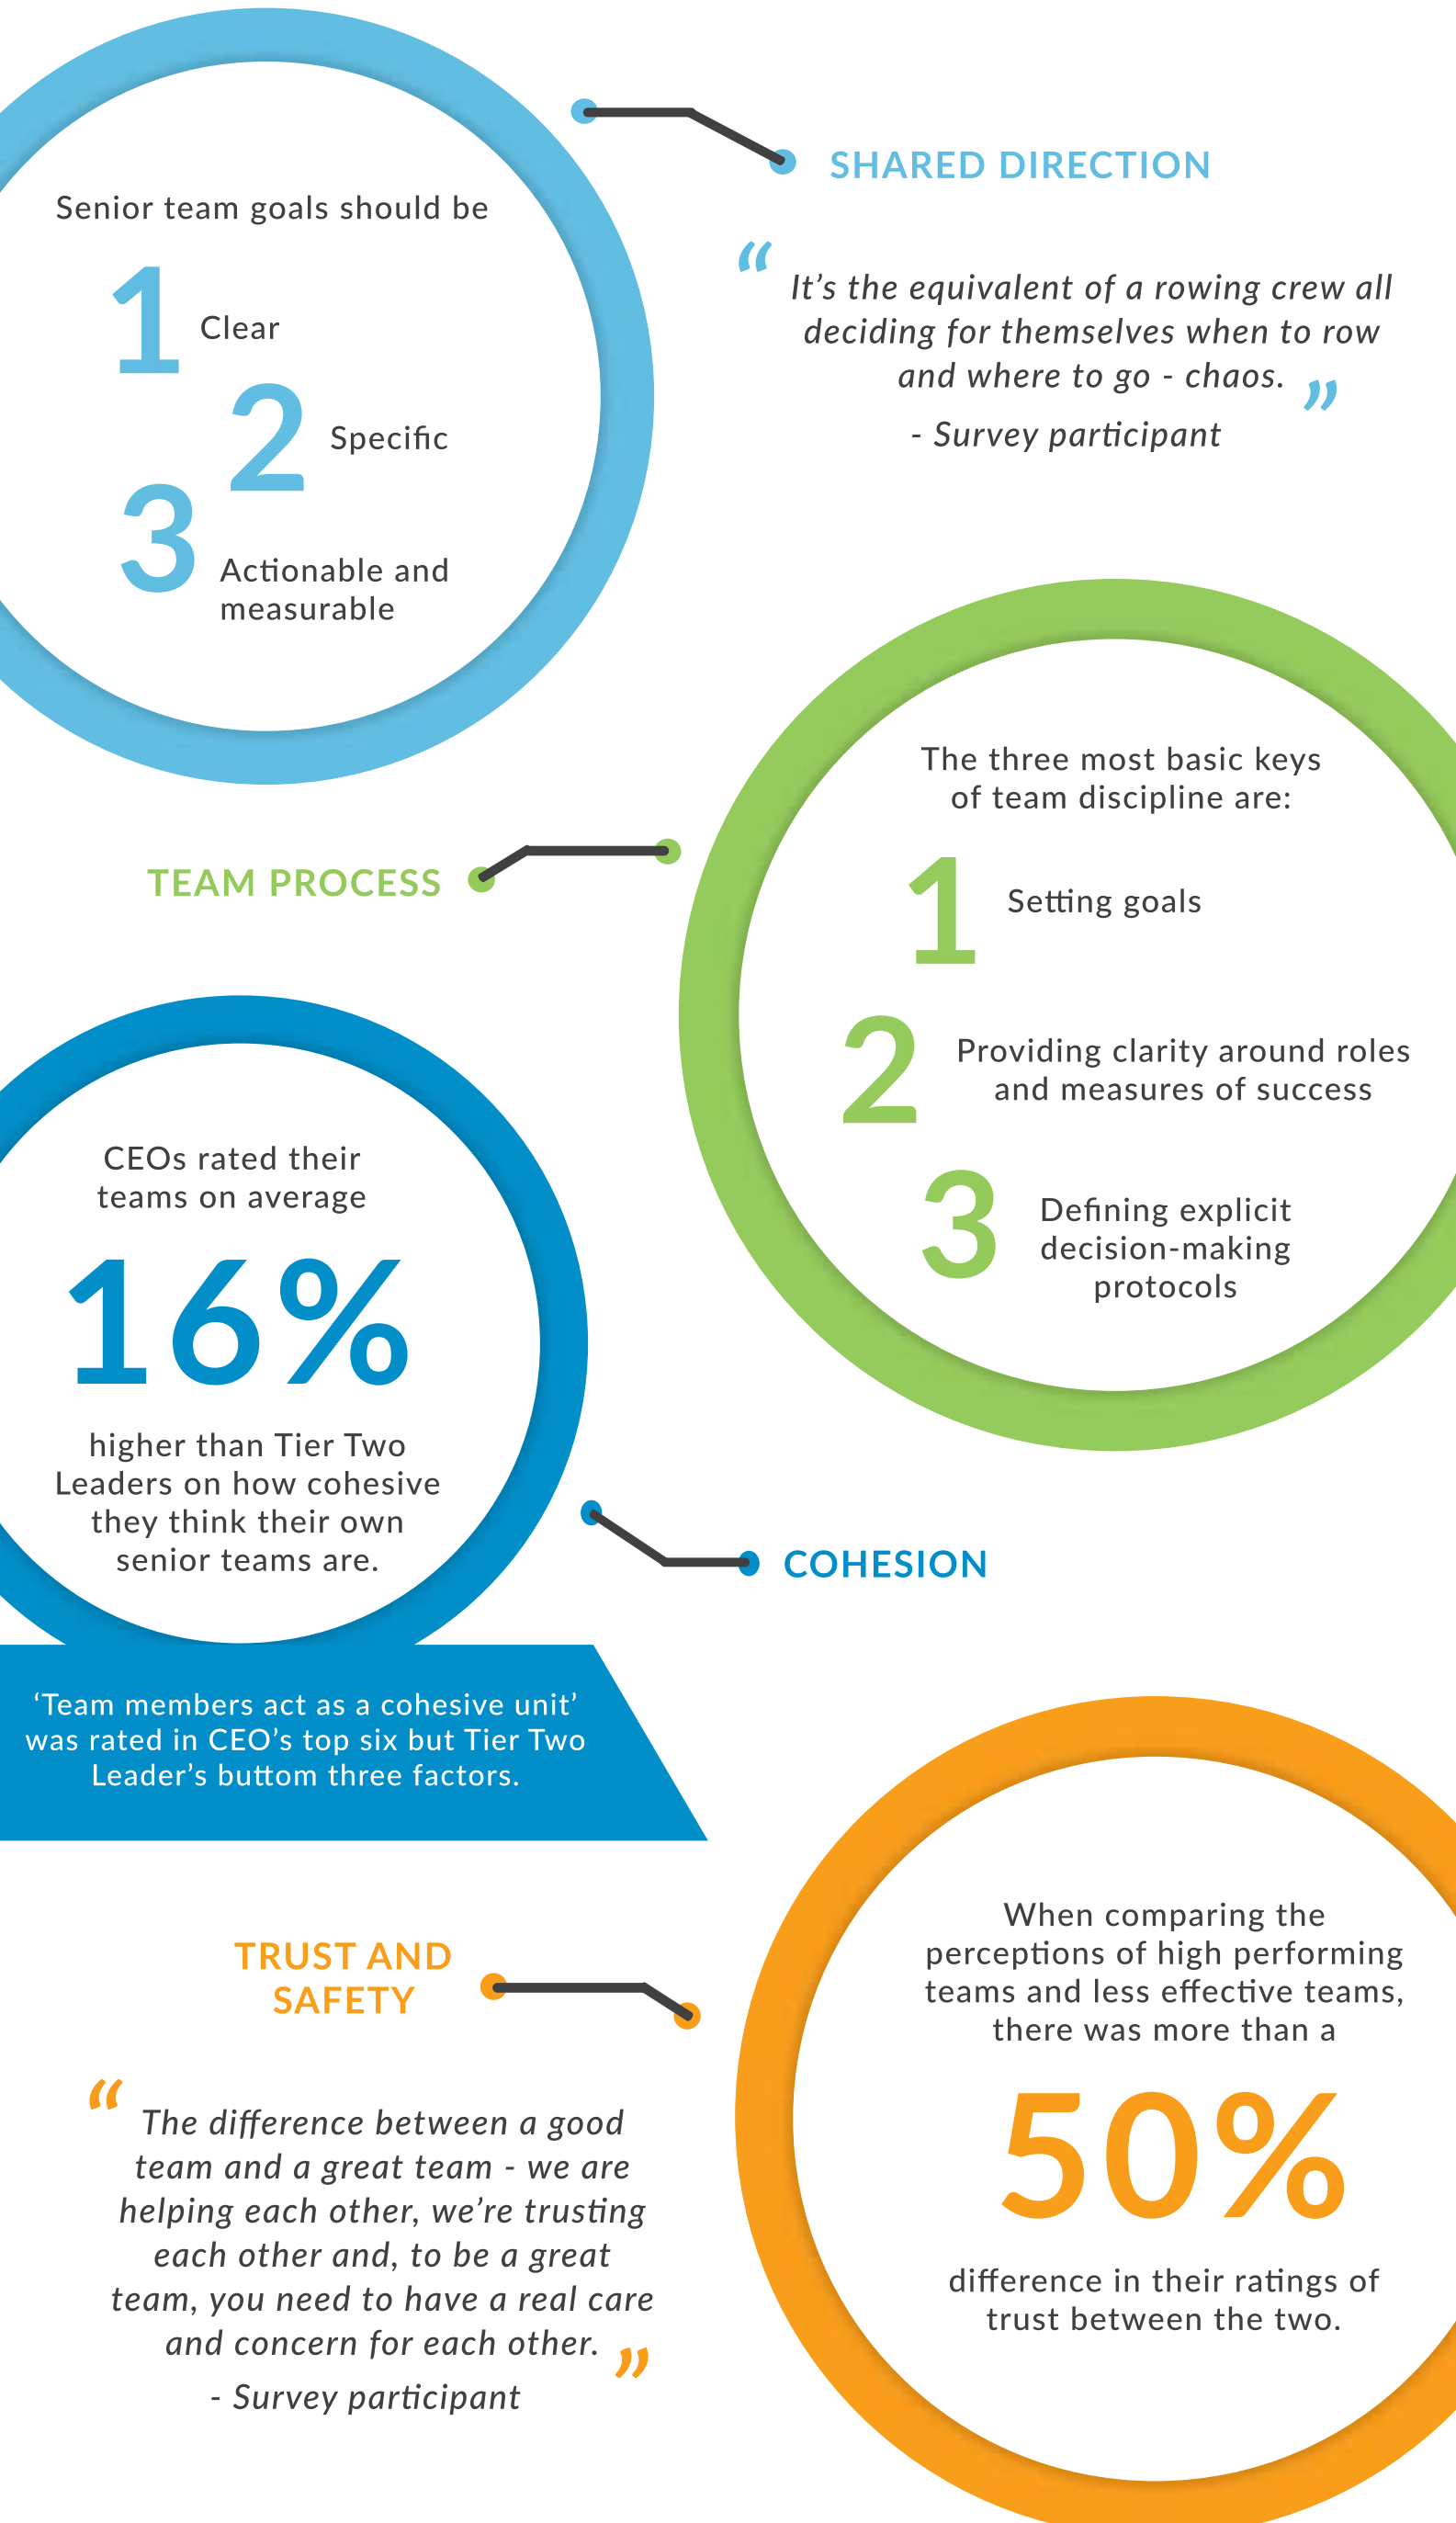 SHARED DIRECTION
Senior team goals should be
1 Clear
2 Specific
3 Actionable and
measurable
“ It’s the equivalent of a rowing crew all
deciding for themselves when to row
and where to go - chaos. ”
- Survey participant
TEAM PROCESS
The three most basic keys
of team discipline are:
1 Setting goals
2 Providing clarity around roles
and measures of success
3 Defining explicit
decision-making
protocols
CEOs rated their
teams on average
16%
higher than Tier Two
Leaders on how cohesive
they think their own
senior teams are.
COHESION
‘Team members act as a cohesive unit’
was rated in CEO’s top six but Tier Two
Leader’s buttom three factors.
TRUST AND
SAFETY
“ The difference between a good
team and a great team - we are
helping each other, we’re trusting
each other and, to be a great
team, you need to have a real care
and concern for each other. ”
- Survey participant
When comparing the
perceptions of high performing
teams and less effective teams,
there was more than a
50%
difference in their ratings of
trust between the two.